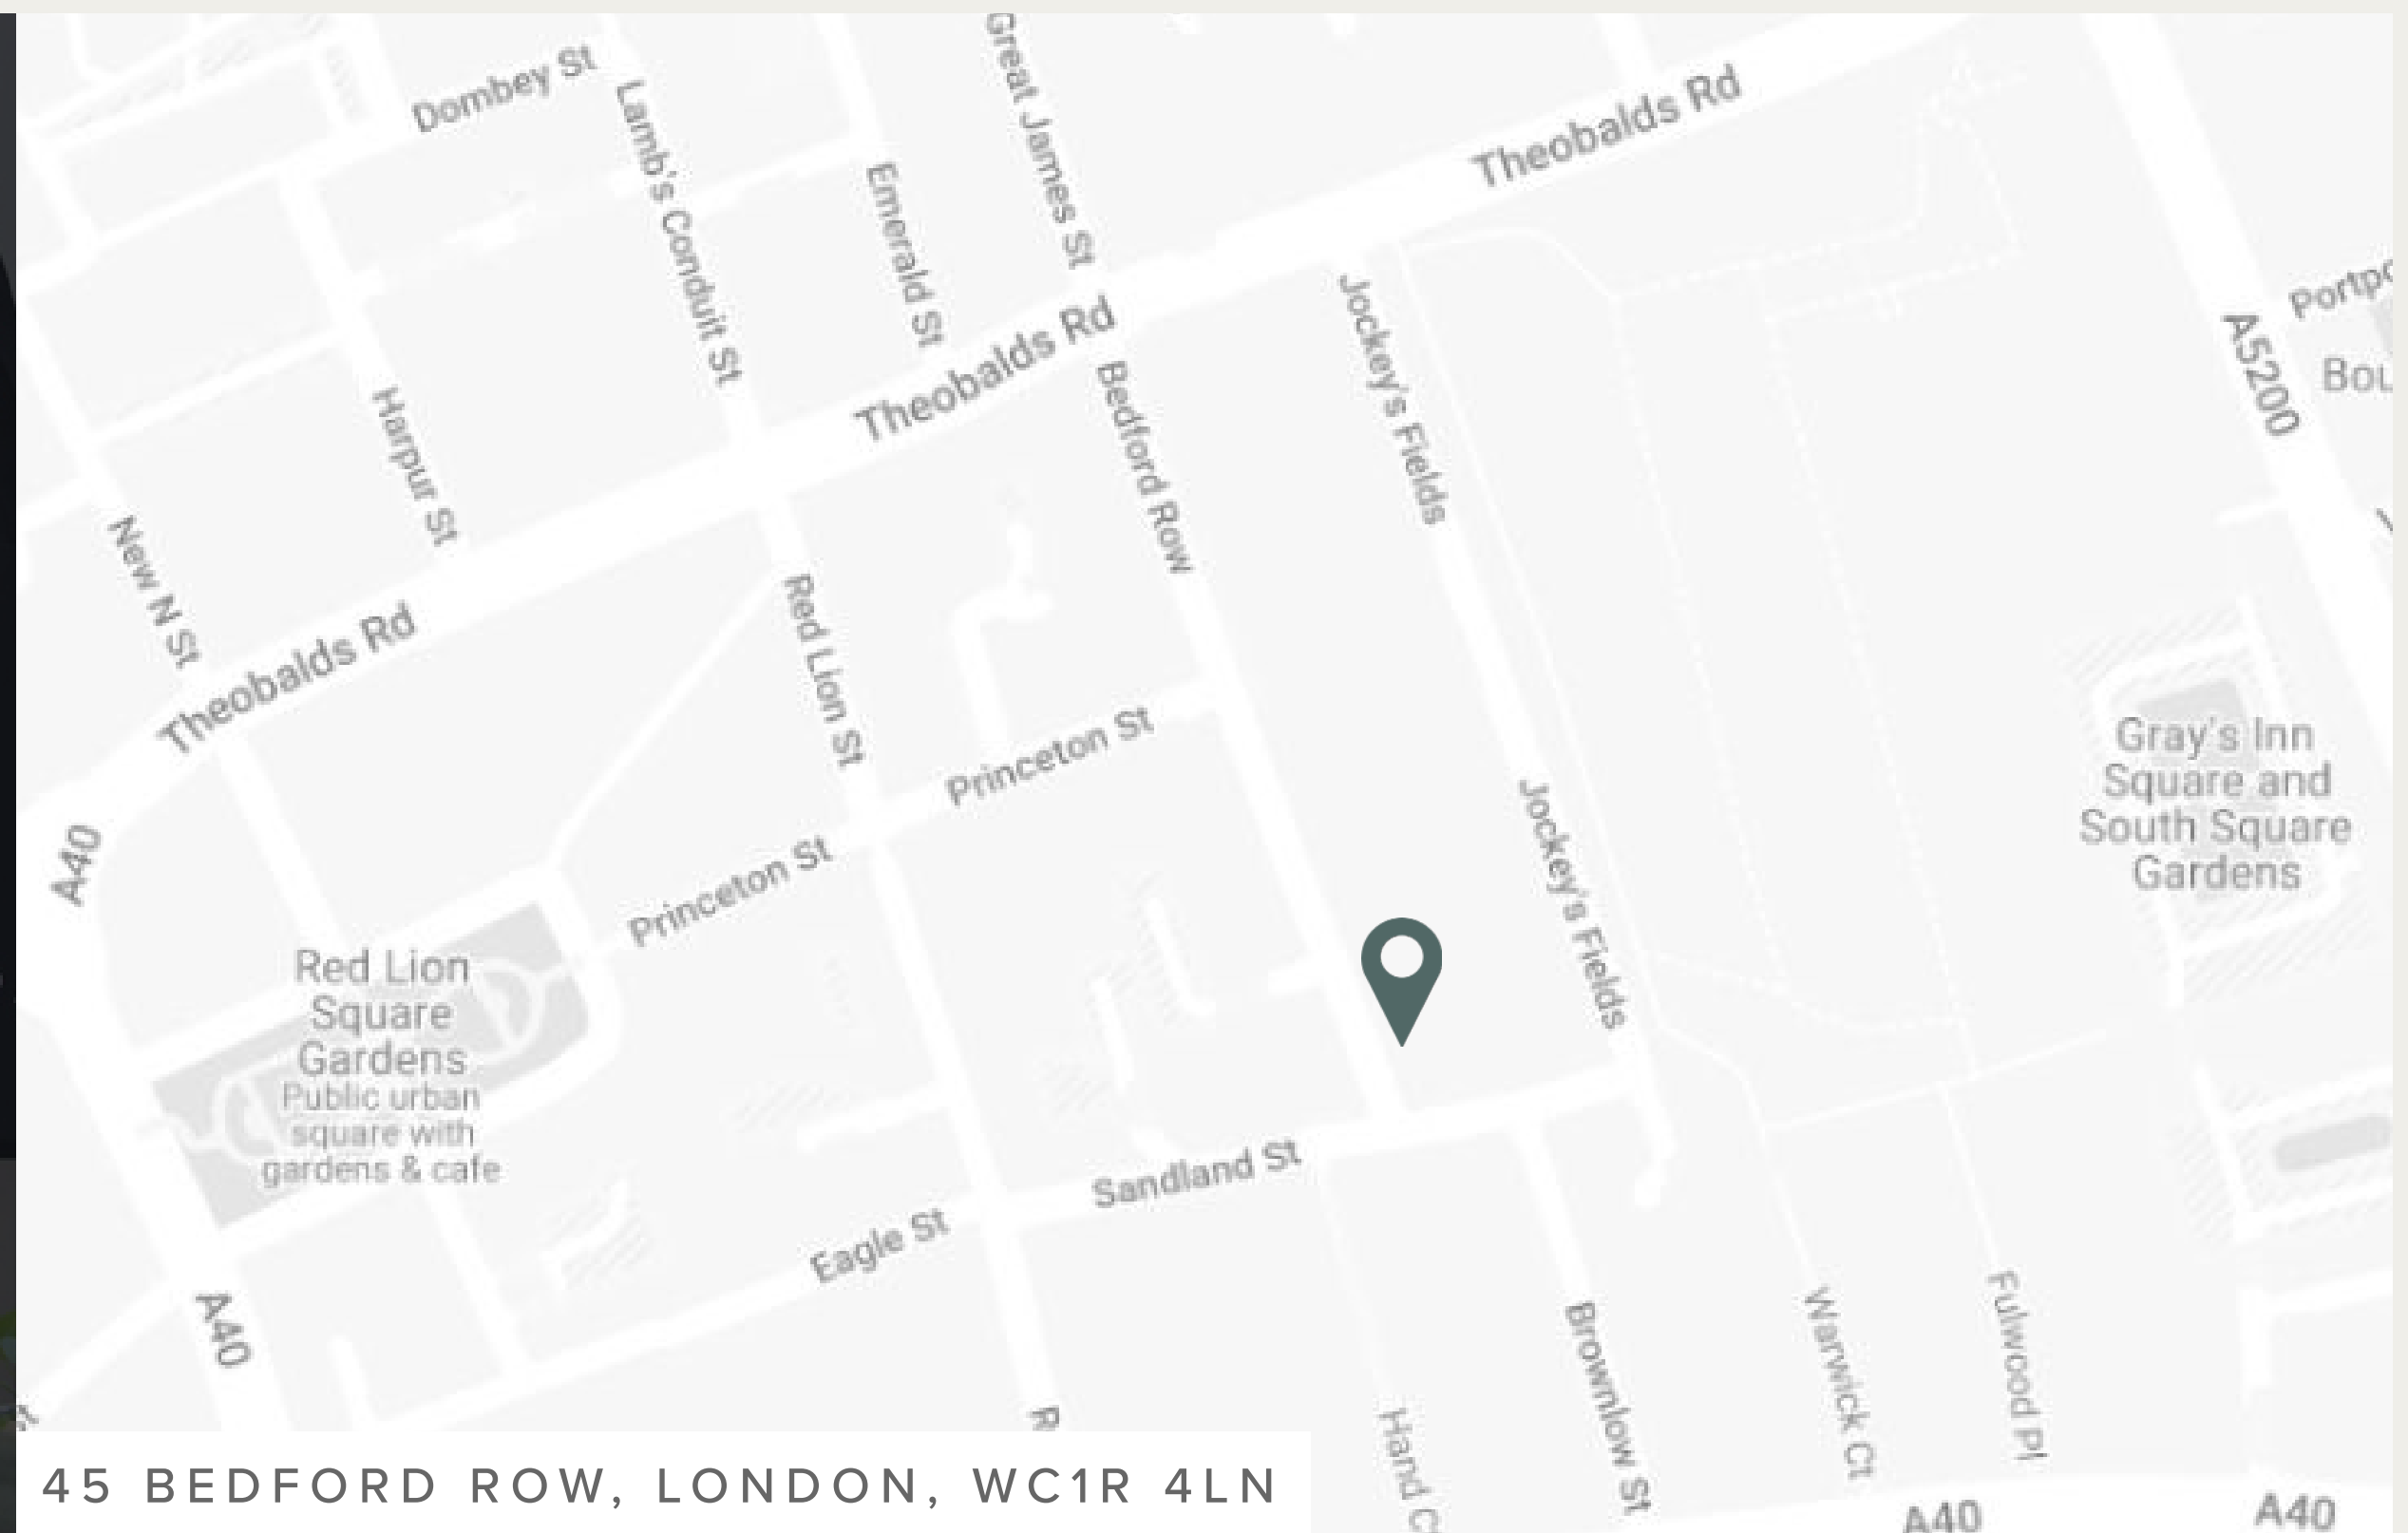 Great James St
Dombey St
Theobalds Rd
Lamb's Conduit St
Emerald St
Jockey's Fields
Theobalds Rd
A5200
Bedford Row
Harpur St
New N St
Red Lion St
Theobalds Rd
Princeton St
Gray's Inn
Square and
South Square
Gardens
Jockey's Fields
A40
Princeton St
Red Lion
Square
Gardens
Public urban
square with
gardens & cafe
Sandland St
Eagle St
A40
Brownlow St
Warwick Ct
Fulwood Pl
Hand C
45 BEDFORD ROW, LONDON, WC1R 4LN
A40
A40